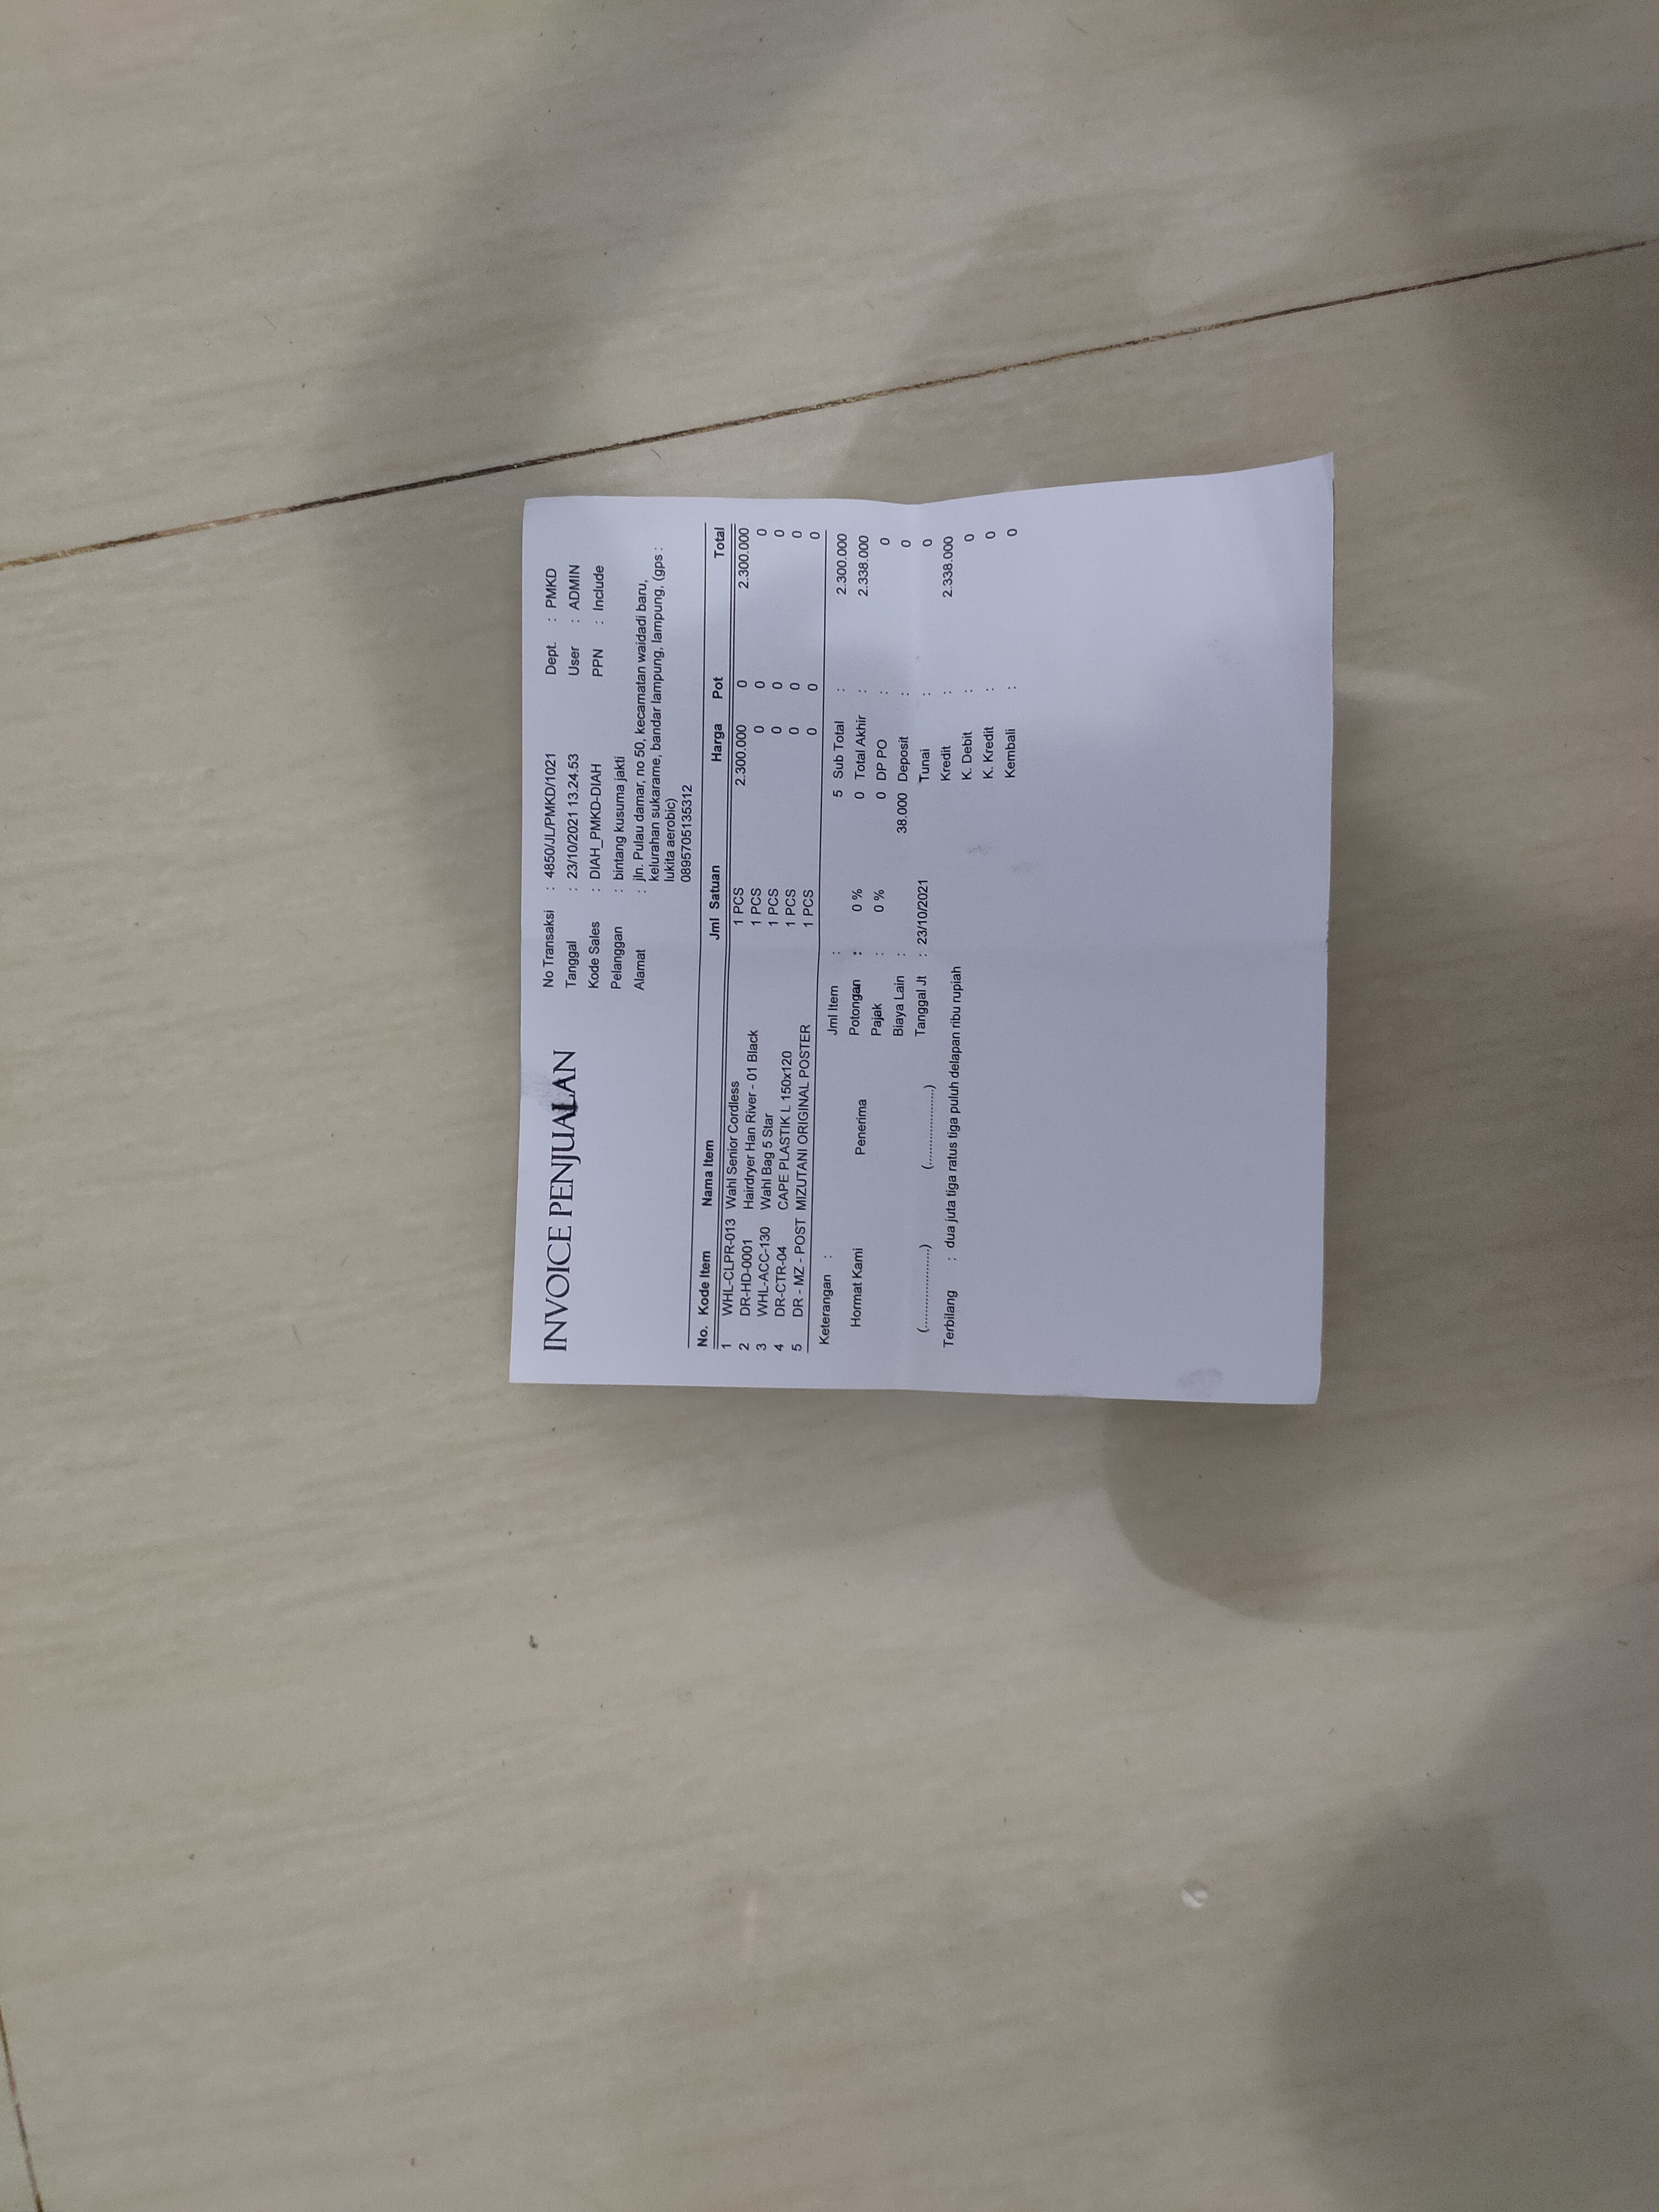 INVOICE PENJUALAN
No Transaksi : 4850/JL/PMKD/1021 Dept. : PMKD
Tanggal : 23/10/2021 13.24.53 User : ADMIN
Kode Sales : DIAH_PMKD-DIAH PPN : Include
Pelanggan : bintang kusuma jakti
Alamat : jln. Pulau damar, no 50, kecamatan waidadi baru,
kelurahan sukarame, bandar lampung, lampung, (gps :
lukita aerobic)
0895705135312
No. Kode Item Nama Item Jml Satuan Harga Pot Total
1 WHL-CLPR-013 Wahl Senior Cordless 1 PCS 2.300.000 0 2.300.000
2 DR-HD-0001 Hairdryer Han River - 01 Black 1 PCS 0 0 0
3 WHL-ACC-130 Wahl Bag 5 Star 1 PCS 0 0 0
4 DR-CTR-04 CAPE PLASTIK L 150x120 1 PCS 0 0 0
5 DR - MZ - POST MIZUTANI ORIGINAL POSTER 1 PCS 0 0 0
Keterangan : Jml Item : 5 Sub Total : 2.300.000
Hormat Kami Penerima Potongan : 0 % 0 Total Akhir : 2.338.000
Pajak : 0 % 0 DP PO : 0
Biaya Lain : 38.000 Deposit : 0
(.......................) (.......................) Tanggal Jt : 23/10/2021 Tunai : 0
Terbilang : dua juta tiga ratus tiga puluh delapan ribu rupiah Kredit : 2.338.000
K. Debit : 0
K. Kredit : 0
Kembali : 0